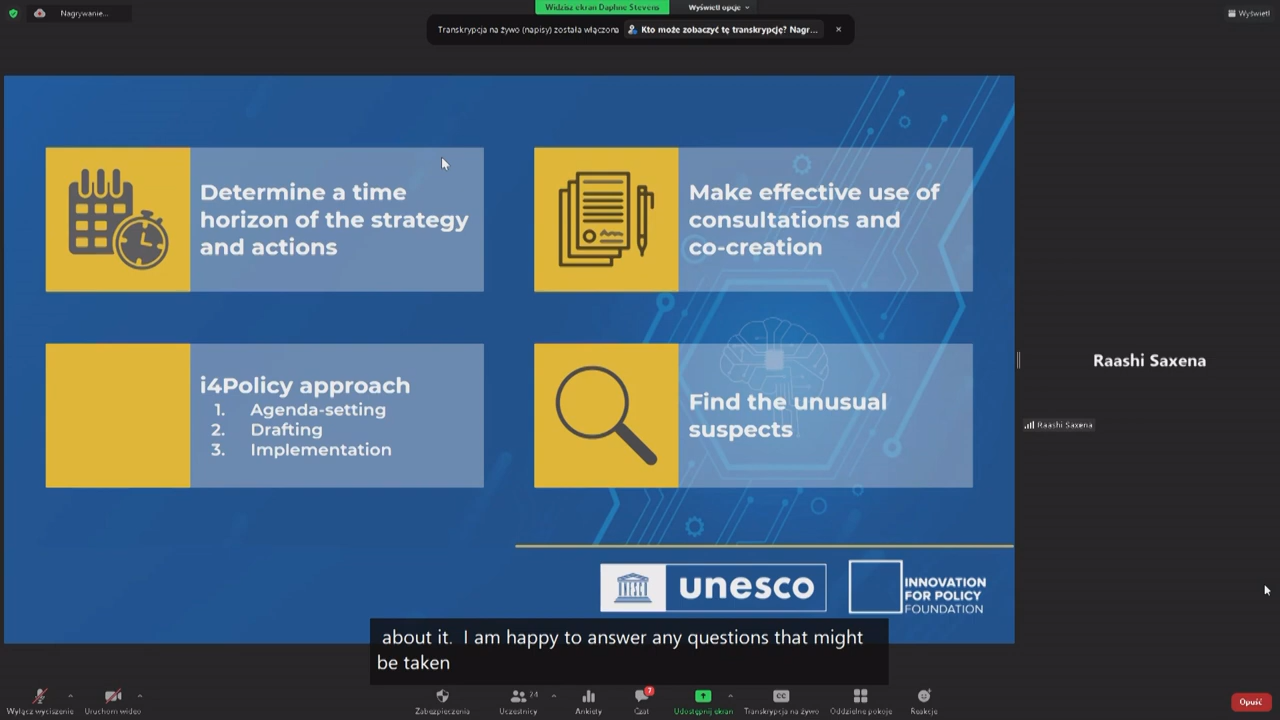 Nagrywanie...
Widzisz ekran Daphne Stevens
Wyświetl opcje
Wyświetl
Transkrypcja na żywo (napisy) została włączona
Kto może zobaczyć tę transkrypcję? Nagr...
Determine a time
horizon of the strategy
and actions
Make effective use of
consultations and
co-creation
i4Policy approach
1. Agenda-setting
2. Drafting
3. Implementation
Find the unusual
suspects
Raashi Saxena
Raashi Saxena
unesco
INNOVATION
FOR POLICY
FOUNDATION
about it. I am happy to answer any questions that might
be taken
Wyłącz wyciszenie
Uruchom wideo
Zabezpieczenia
Uczestnicy
24
Ankiety
Czat
7
Udostępnij ekran
CC
Transkrypcja na żywo
Oddzielne pokoje
Reakcje
Opuść